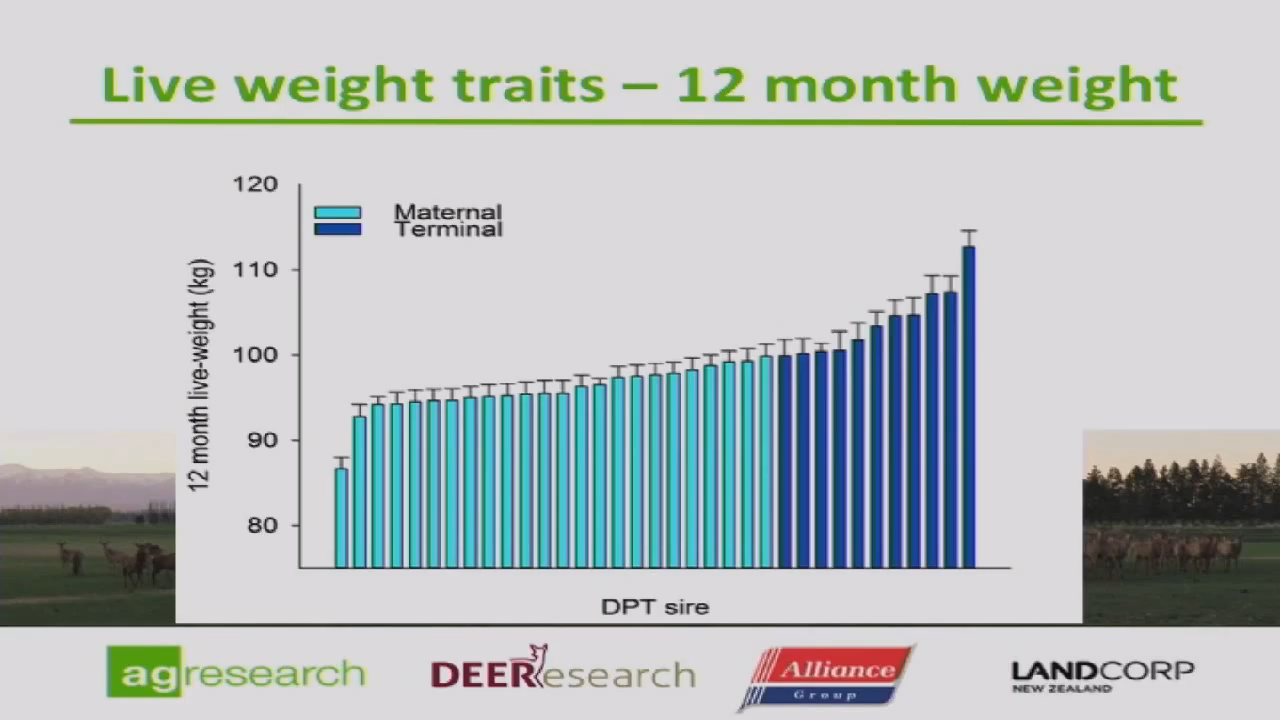 Live weight traits – 12 month weight
120
110
100
90
80
12 month live-weight (kg)
Maternal
Terminal
DPT sire
agresearch
DEEResearch
Alliance
Group
LANDCORP
NEW ZEALAND